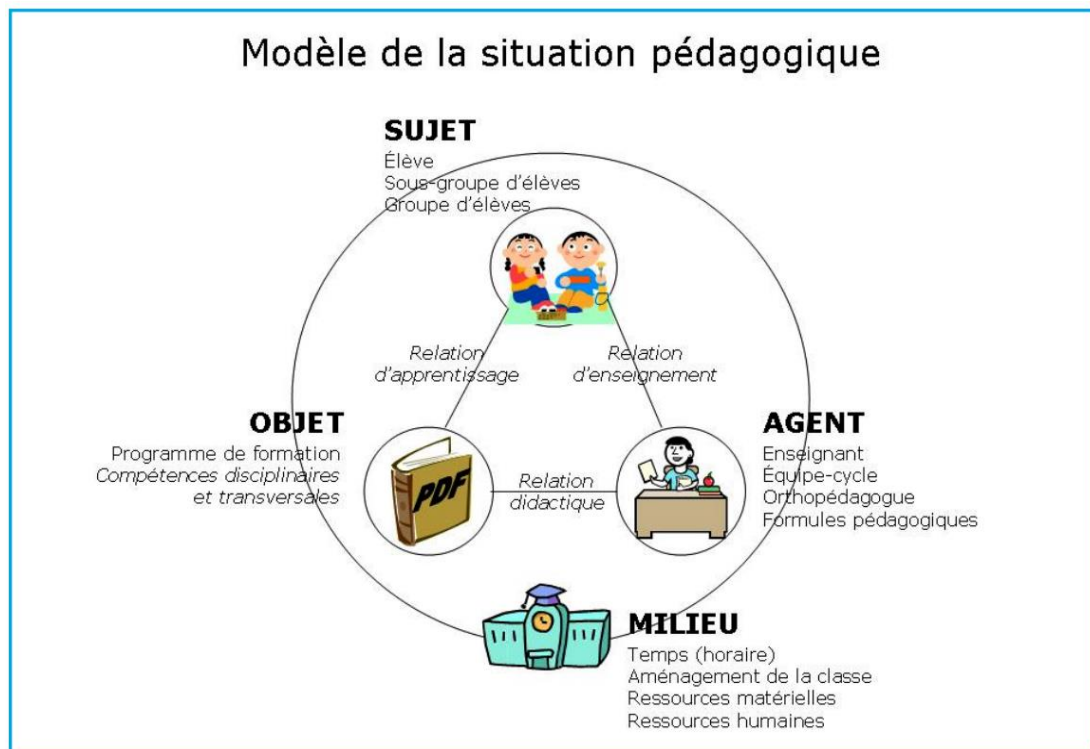 Modèle de la situation pédagogique
SUJET
Élève
Sous-groupe d'élèves
Groupe d'élèves
Relation
d'apprentissage
Relation
d'enseignement
OBJET
Programme de formation
Compétences disciplinaires
et transversales
PDF
Relation
didactique
AGENT
Enseignant
Équipe-cycle
Orthopédagogue
Formules pédagogiques
MILIEU
Temps (horaire)
Aménagement de la classe
Ressources matérielles
Ressources humaines